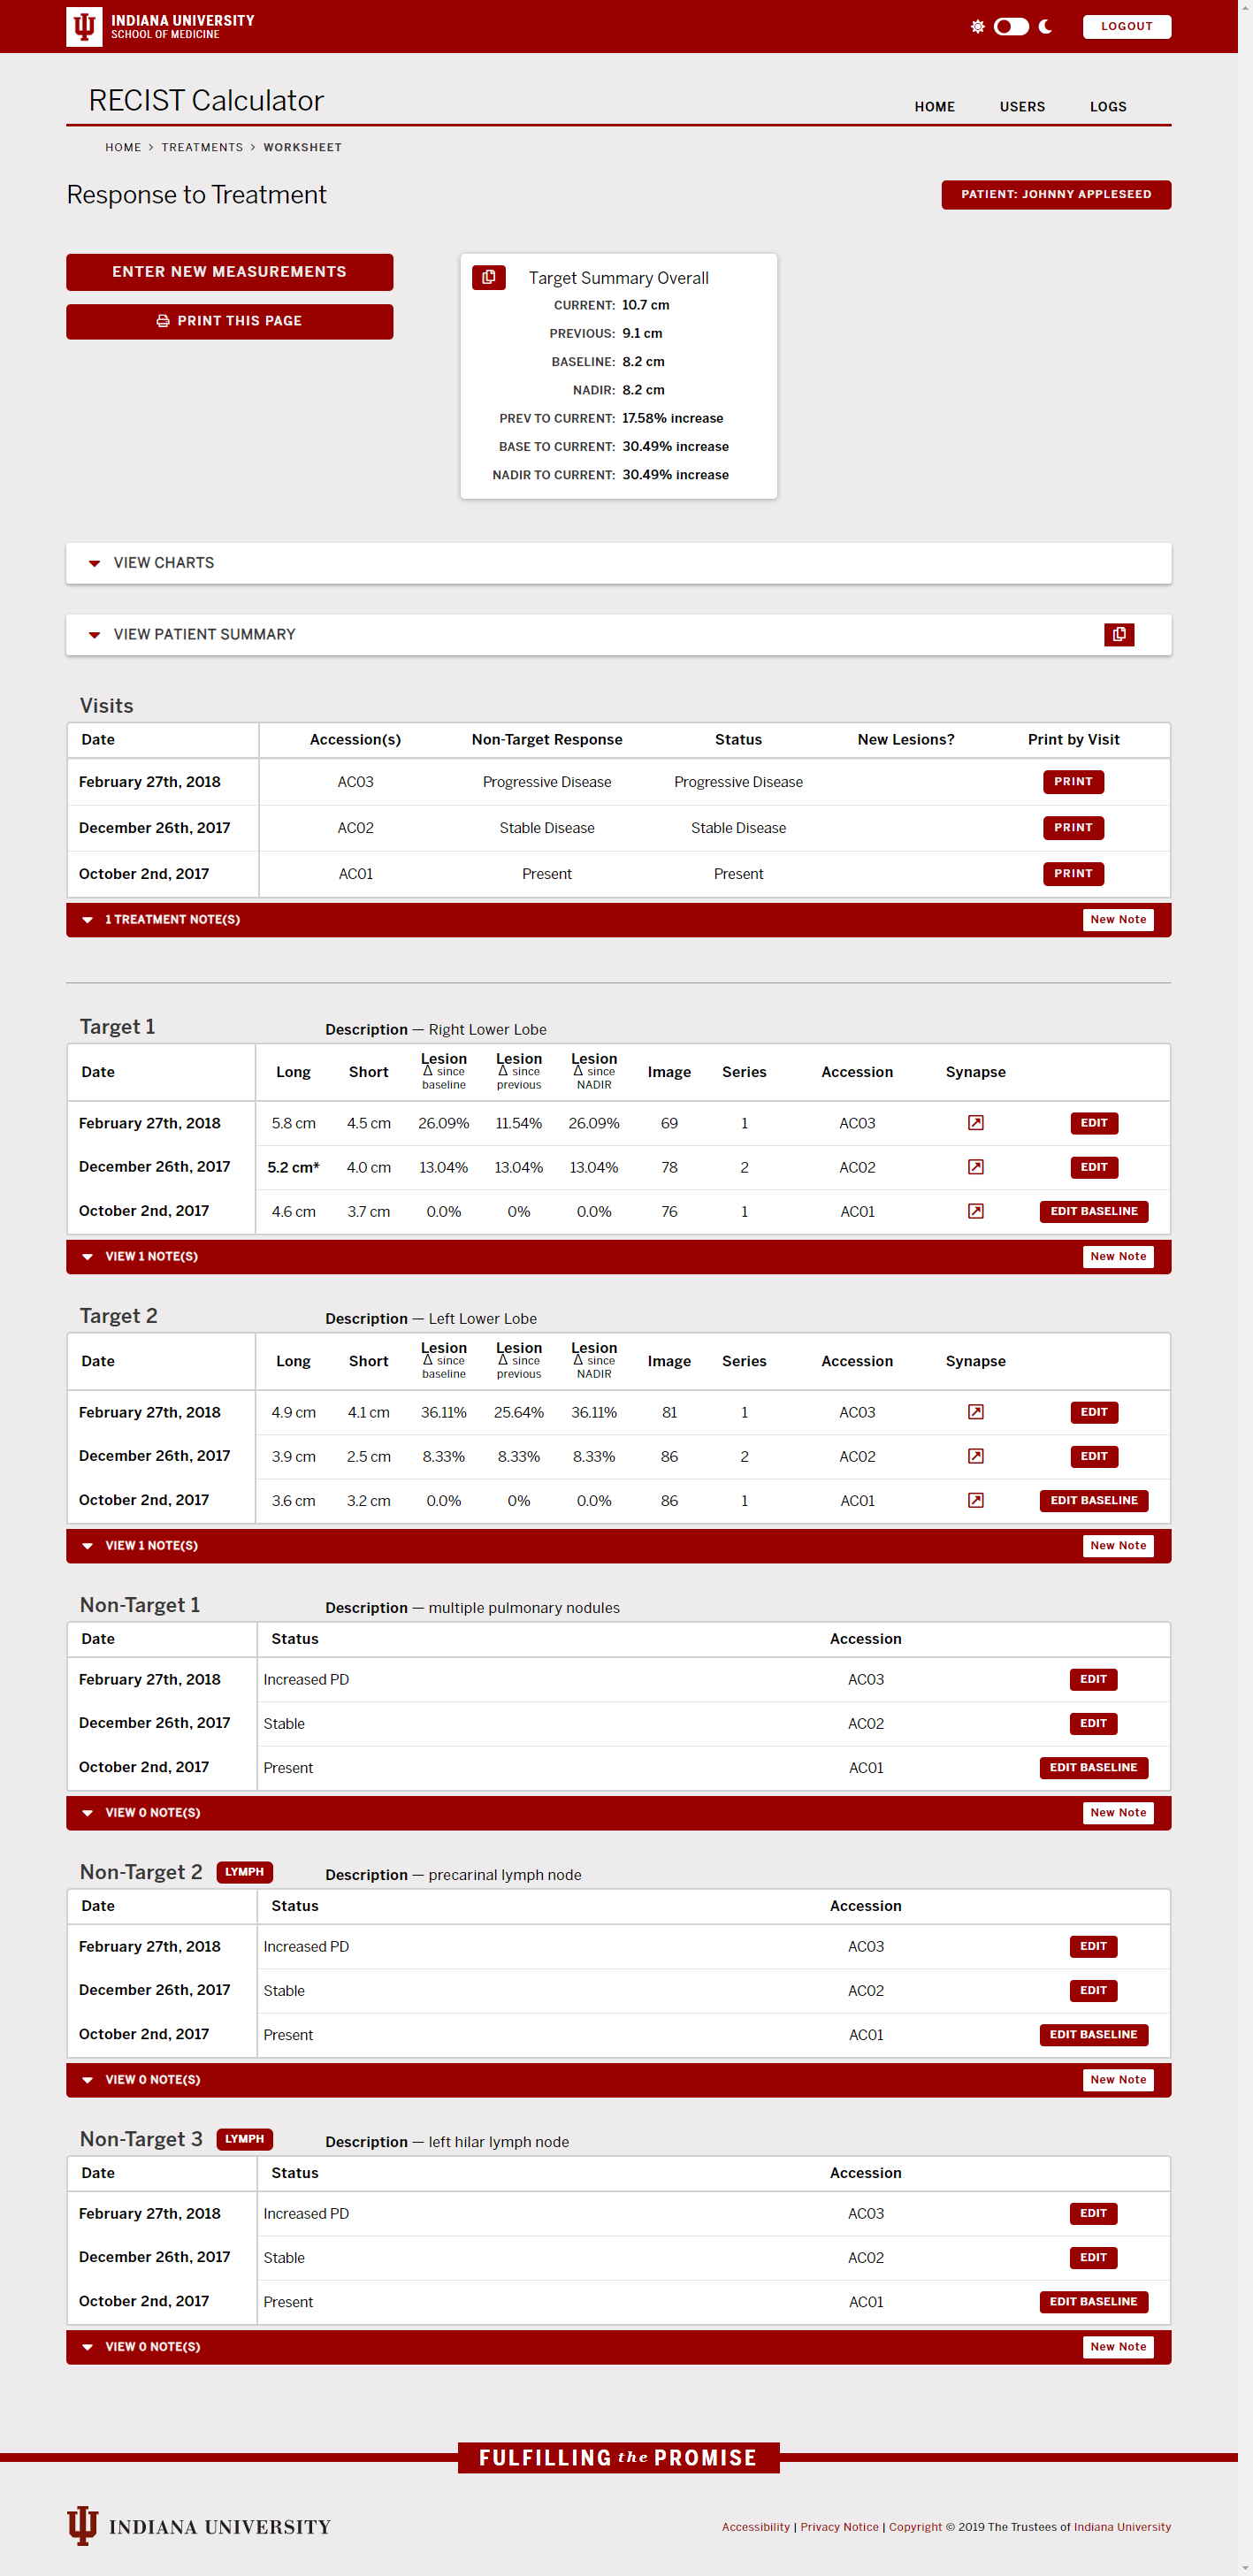 INDIANA UNIVERSITY
SCHOOL OF MEDICINE
LOGOUT
RECIST Calculator
HOME USERS LOGS
HOME > TREATMENTS > WORKSHEET
Response to Treatment
PATIENT: JOHNNY APPLESEED
ENTER NEW MEASUREMENTS
PRINT THIS PAGE
Target Summary Overall
CURRENT: 10.7 cm
PREVIOUS: 9.1 cm
BASELINE: 8.2 cm
NADIR: 8.2 cm
PREV TO CURRENT: 17.58% increase
BASE TO CURRENT: 30.49% increase
NADIR TO CURRENT: 30.49% increase
VIEW CHARTS
VIEW PATIENT SUMMARY
Visits
Date Accession(s) Non-Target Response Status New Lesions? Print by Visit
February 27th, 2018 AC03 Progressive Disease Progressive Disease PRINT
December 26th, 2017 AC02 Stable Disease Stable Disease PRINT
October 2nd, 2017 AC01 Present Present PRINT
1 TREATMENT NOTE(S) New Note
Target 1 Description — Right Lower Lobe
Date Long Short Lesion Δ since baseline Lesion Δ since previous Lesion Δ since NADIR Image Series Accession Synapse
February 27th, 2018 5.8 cm 4.5 cm 26.09% 11.54% 26.09% 69 1 AC03 EDIT
December 26th, 2017 5.2 cm* 4.0 cm 13.04% 13.04% 13.04% 78 2 AC02 EDIT
October 2nd, 2017 4.6 cm 3.7 cm 0.0% 0% 0.0% 76 1 AC01 EDIT BASELINE
VIEW 1 NOTE(S) New Note
Target 2 Description — Left Lower Lobe
Date Long Short Lesion Δ since baseline Lesion Δ since previous Lesion Δ since NADIR Image Series Accession Synapse
February 27th, 2018 4.9 cm 4.1 cm 36.11% 25.64% 36.11% 81 1 AC03 EDIT
December 26th, 2017 3.9 cm 2.5 cm 8.33% 8.33% 8.33% 86 2 AC02 EDIT
October 2nd, 2017 3.6 cm 3.2 cm 0.0% 0% 0.0% 86 1 AC01 EDIT BASELINE
VIEW 1 NOTE(S) New Note
Non-Target 1 Description — multiple pulmonary nodules
Date Status Accession
February 27th, 2018 Increased PD AC03 EDIT
December 26th, 2017 Stable AC02 EDIT
October 2nd, 2017 Present AC01 EDIT BASELINE
VIEW 0 NOTE(S) New Note
Non-Target 2 LYMPH Description — precarinal lymph node
Date Status Accession
February 27th, 2018 Increased PD AC03 EDIT
December 26th, 2017 Stable AC02 EDIT
October 2nd, 2017 Present AC01 EDIT BASELINE
VIEW 0 NOTE(S) New Note
Non-Target 3 LYMPH Description — left hilar lymph node
Date Status Accession
February 27th, 2018 Increased PD AC03 EDIT
December 26th, 2017 Stable AC02 EDIT
October 2nd, 2017 Present AC01 EDIT BASELINE
VIEW 0 NOTE(S) New Note
FULFILLING the PROMISE
INDIANA UNIVERSITY
Accessibility | Privacy Notice | Copyright © 2019 The Trustees of Indiana University